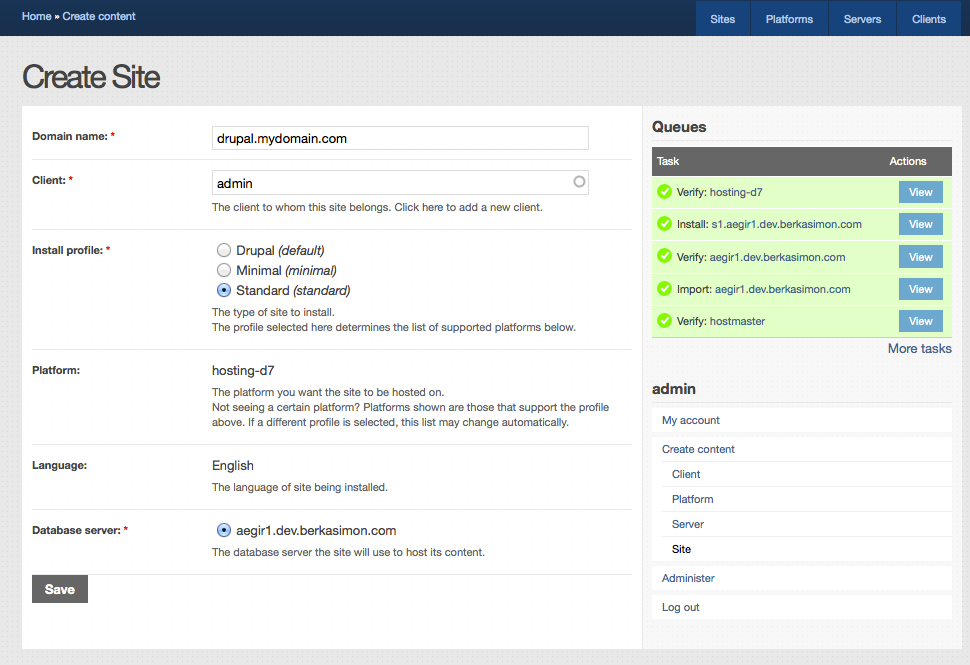 Home » Create content
Sites
Platforms
Servers
Clients
Create Site
Domain name: *
drupal.mydomain.com
Client: *
admin
The client to whom this site belongs. Click here to add a new client.
Install profile: *
Drupal (default)
Minimal (minimal)
Standard (standard)
The type of site to install.
The profile selected here determines the list of supported platforms below.
Platform:
hosting-d7
The platform you want the site to be hosted on.
Not seeing a certain platform? Platforms shown are those that support the profile
above. If a different profile is selected, this list may change automatically.
Language:
English
The language of site being installed.
Database server: *
aegir1.dev.berkasimon.com
The database server the site will use to host its content.
Save
Queues
Task Actions
Verify: hosting-d7 View
Install: s1.aegir1.dev.berkasimon.com View
Verify: aegir1.dev.berkasimon.com View
Import: aegir1.dev.berkasimon.com View
Verify: hostmaster View
More tasks
admin
My account
Create content
Client
Platform
Server
Site
Administer
Log out